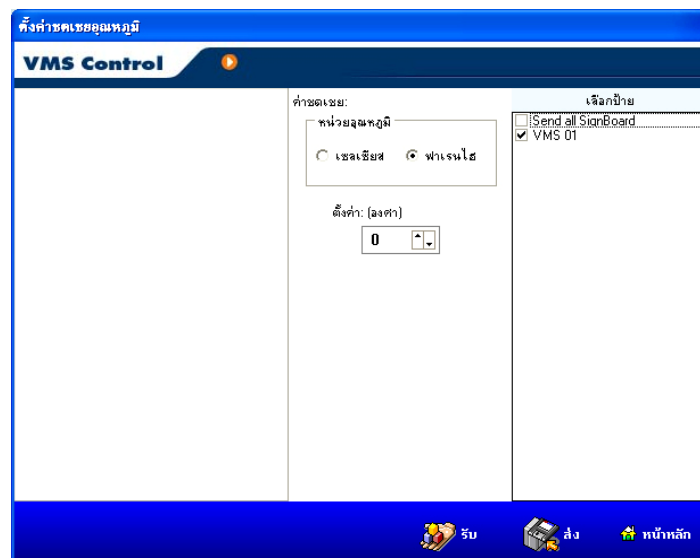 ตั้งค่าชดเชยอุณหภูมิ
VMS Control
ค่าชดเชย:
หน่วยอุณหภูมิ
เซลเซียส ฟาเรนไฮ
ตั้งค่า: (องศา)
0
เลือกป้าย
Send all SignBoard
VMS 01
รับ ส่ง หน้าหลัก